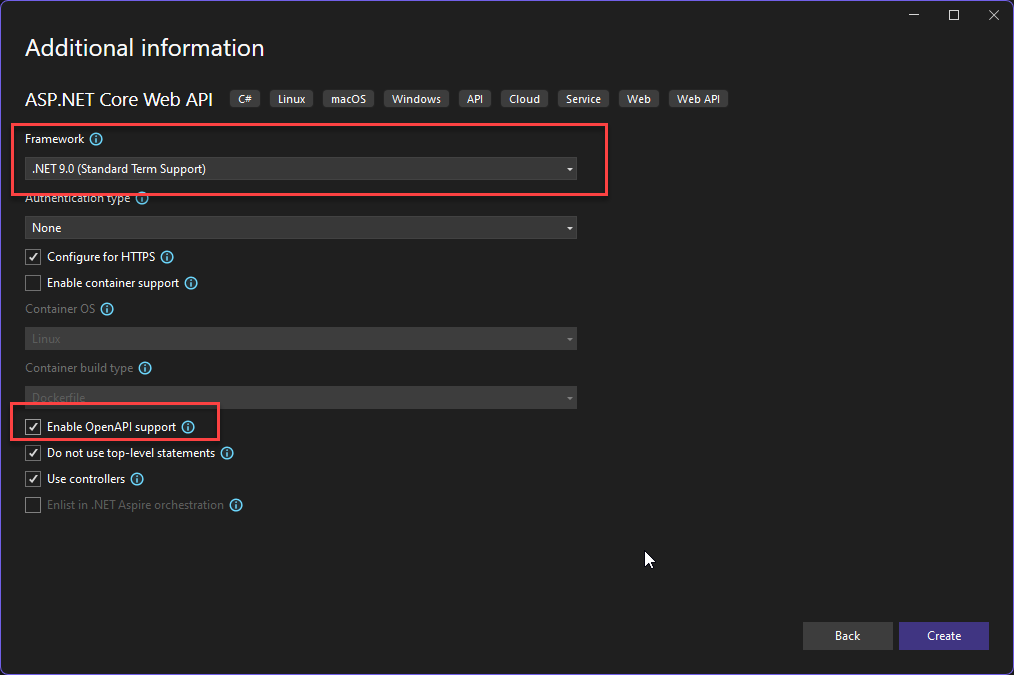 Additional information
ASP.NET Core Web API C# Linux macOS Windows API Cloud Service Web Web API
Framework
.NET 9.0 (Standard Term Support)
Authentication type
None
Configure for HTTPS
Enable container support
Container OS
Linux
Container build type
Dockerfile
Enable OpenAPI support
Do not use top-level statements
Use controllers
Enlist in .NET Aspire orchestration
Back Create